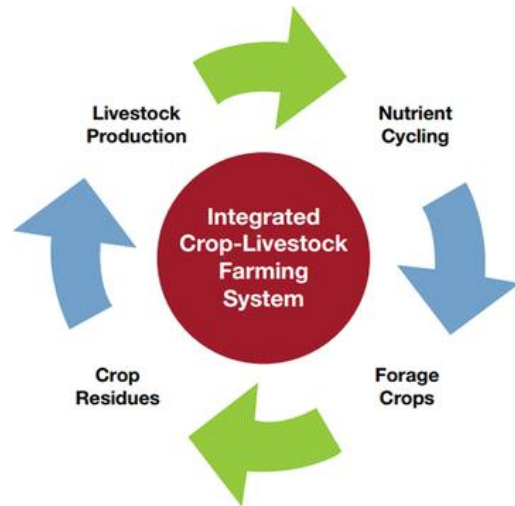 Livestock
Production
Nutrient
Cycling
Integrated
Crop-Livestock
Farming
System
Crop
Residues
Forage
Crops